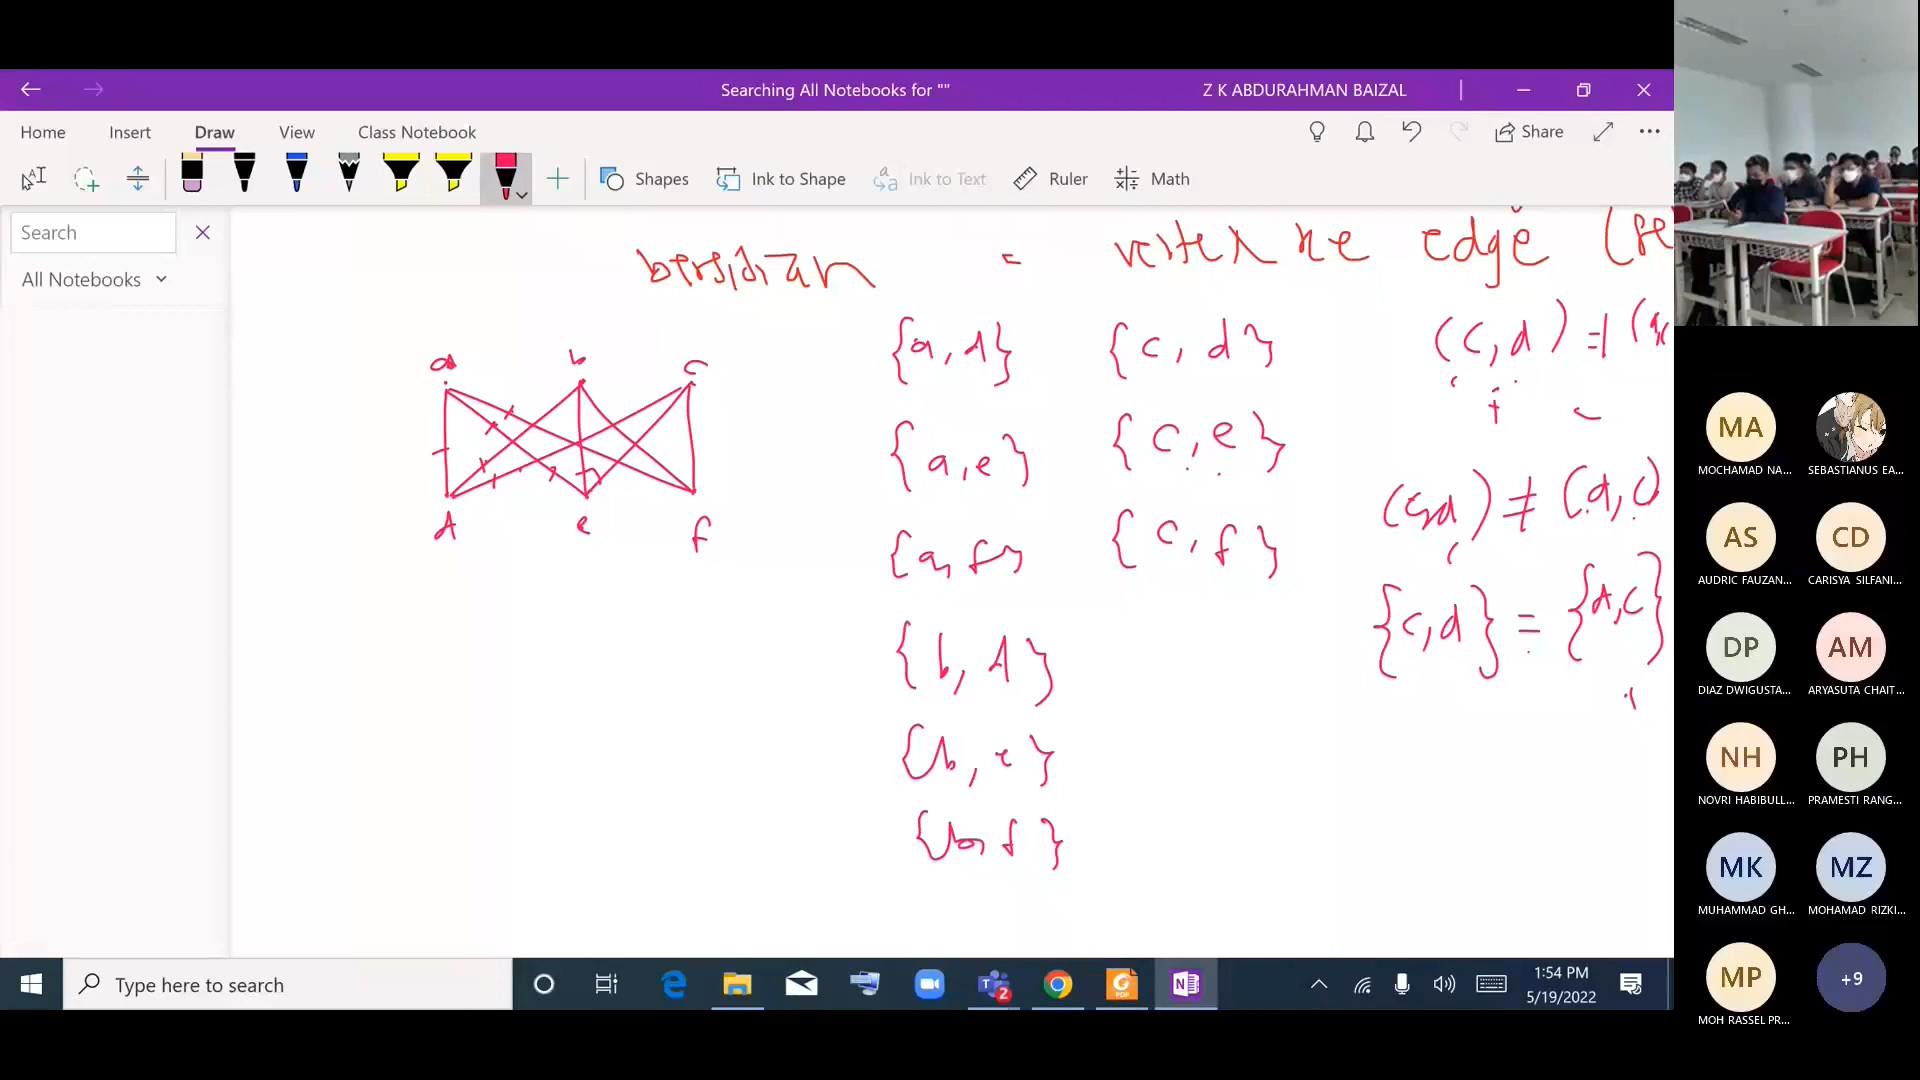 Searching All Notebooks for "" Z K ABDURAHMAN BAIZAL
Home Insert Draw View Class Notebook Share
Shapes Ink to Shape Ink to Text Ruler Math
Search
All Notebooks
bersisian = vertex ke edge
{a, d} {c, d} (c, d) =
{a, e} {c, e}
(c, d) ≠ (d, c)
{a, f} {c, f}
{c, d} = {d, c}
{b, d}
{b, e}
{b, f}
a b c
d e f
MA
MOCHAMAD NA... SEBASTIANUS EA...
AS CD
AUDRIC FAUZAN... CARISYA SILFANI...
DP AM
DIAZ DWIGUSTA... ARYASUTA CHAIT...
NH PH
NOVRI HABIBULL... PRAMESTI RANG...
MK MZ
MUHAMMAD GH... MOHAMAD RIZKI...
MP +9
MOH RASSEL PR...
Type here to search
2
1:54 PM
5/19/2022